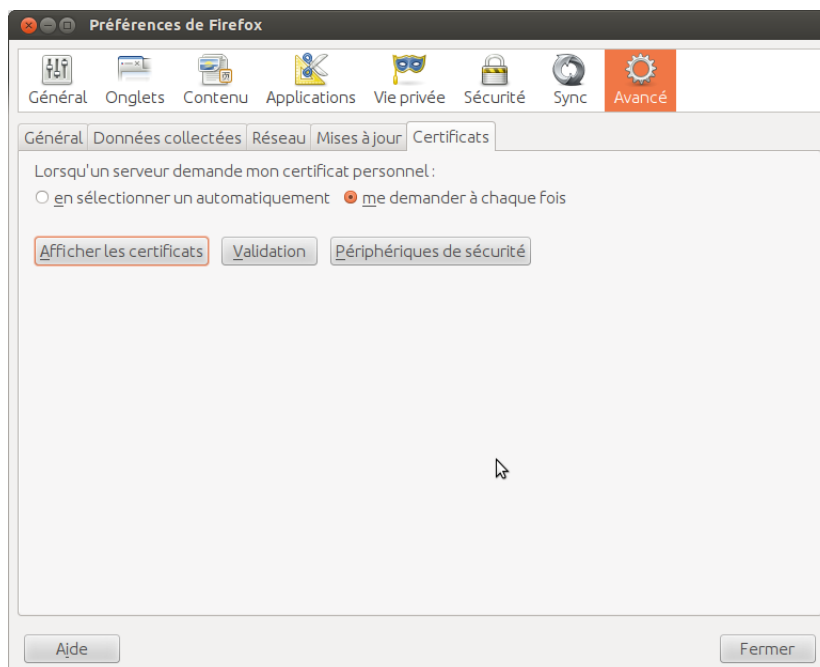 Préférences de Firefox
Général Onglets Contenu Applications Vie privée Sécurité Sync Avancé
Général Données collectées Réseau Mises à jour Certificats
Lorsqu'un serveur demande mon certificat personnel :
en sélectionner un automatiquement me demander à chaque fois
Afficher les certificats Validation Périphériques de sécurité
Aide Fermer